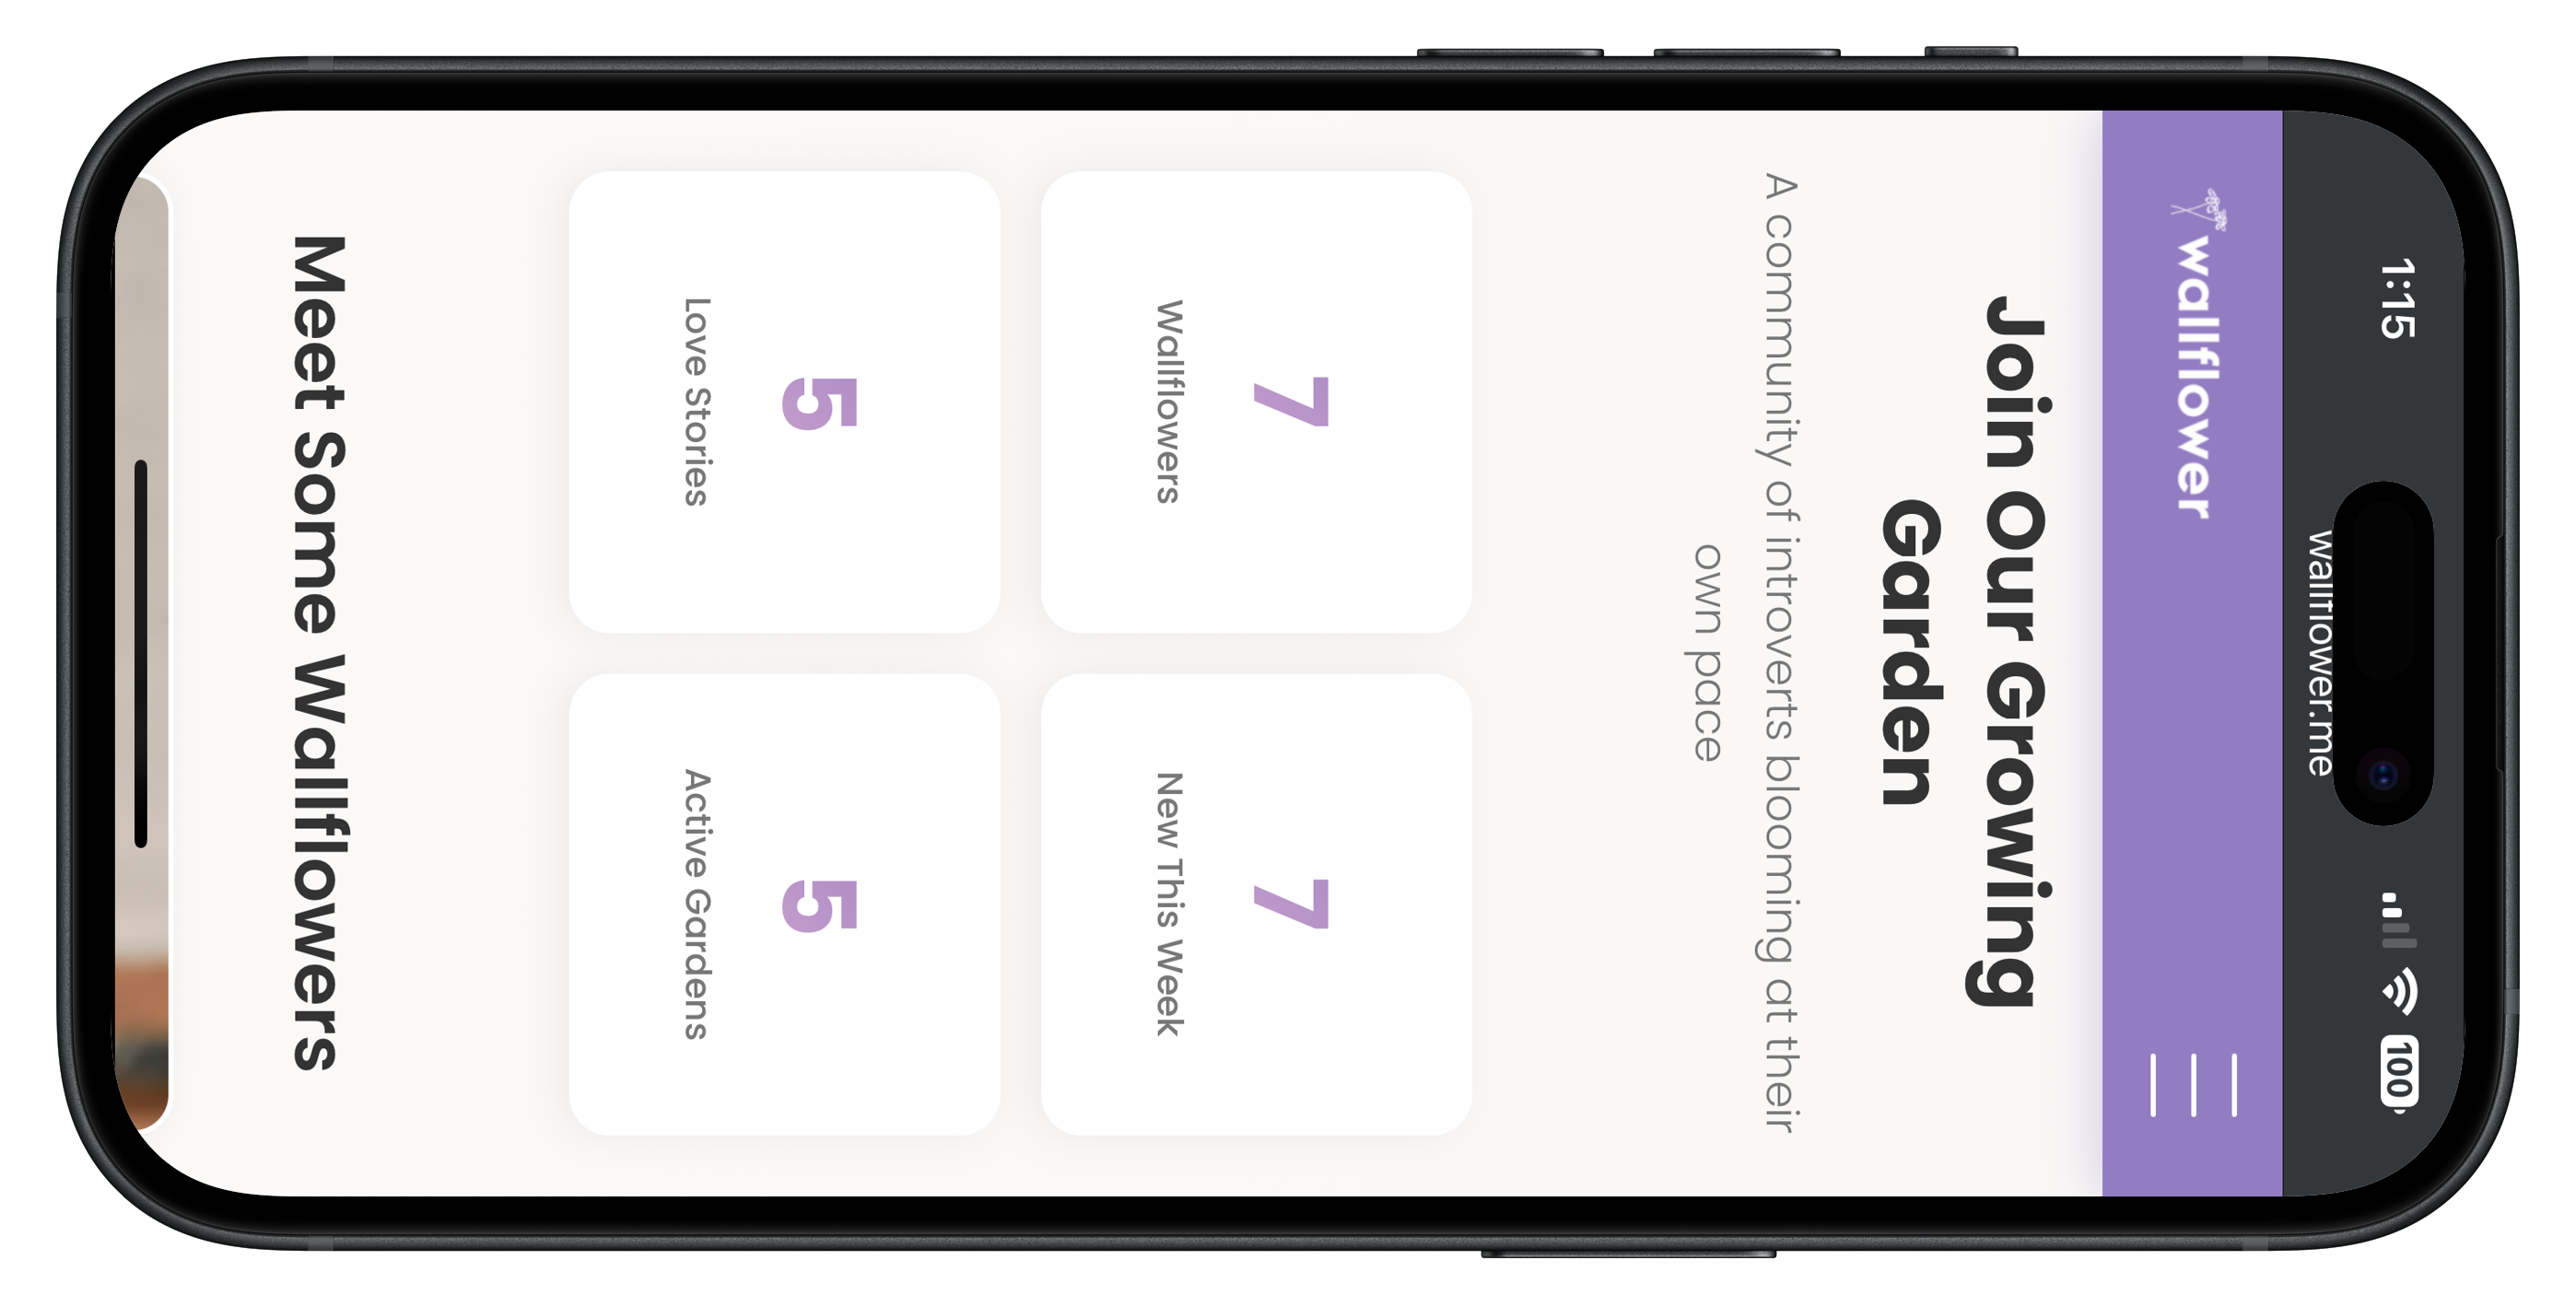 1:15
100
wallflower.me
wallflower
Join Our Growing
Garden
A community of introverts blooming at their
own pace
7
Wallflowers
7
New This Week
5
Love Stories
5
Active Gardens
Meet Some Wallflowers